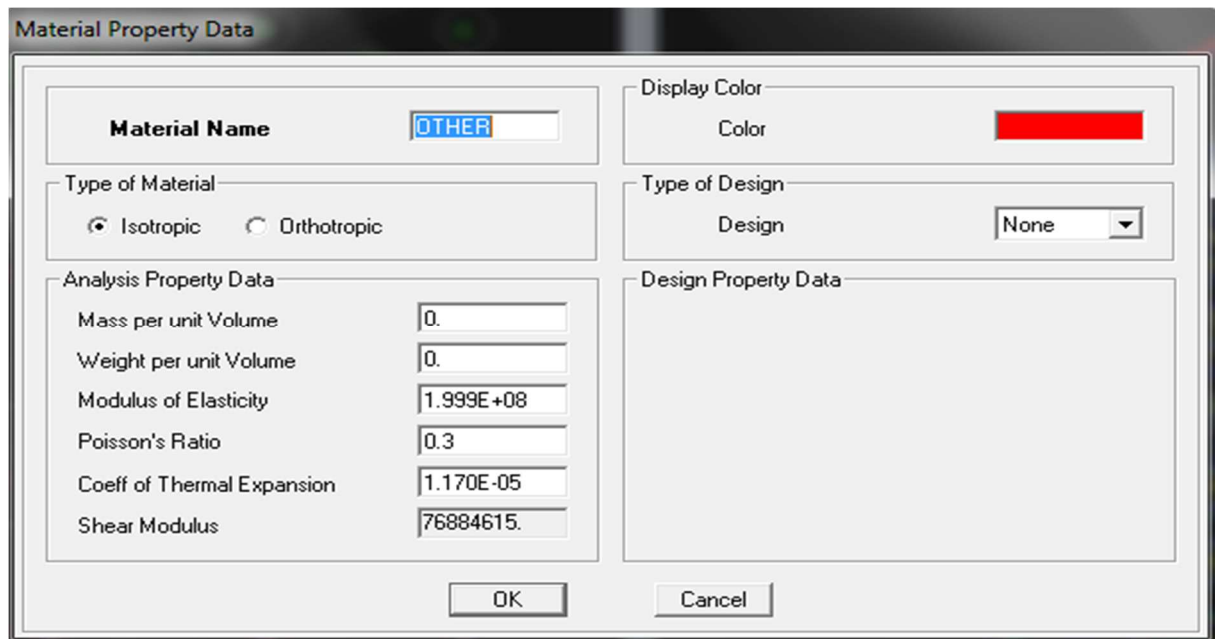 Material Property Data
Material Name OTHER
Display Color
Color
Type of Material
Isotropic Orthotropic
Type of Design
Design None
Analysis Property Data
Mass per unit Volume 0.
Weight per unit Volume 0.
Modulus of Elasticity 1.999E+08
Poisson's Ratio 0.3
Coeff of Thermal Expansion 1.170E-05
Shear Modulus 76884615.
Design Property Data
OK Cancel